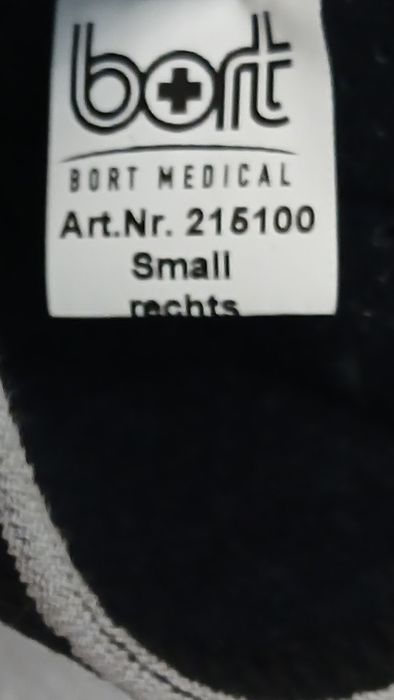 bort
BORT MEDICAL
Art.Nr. 215100
Small
rechts